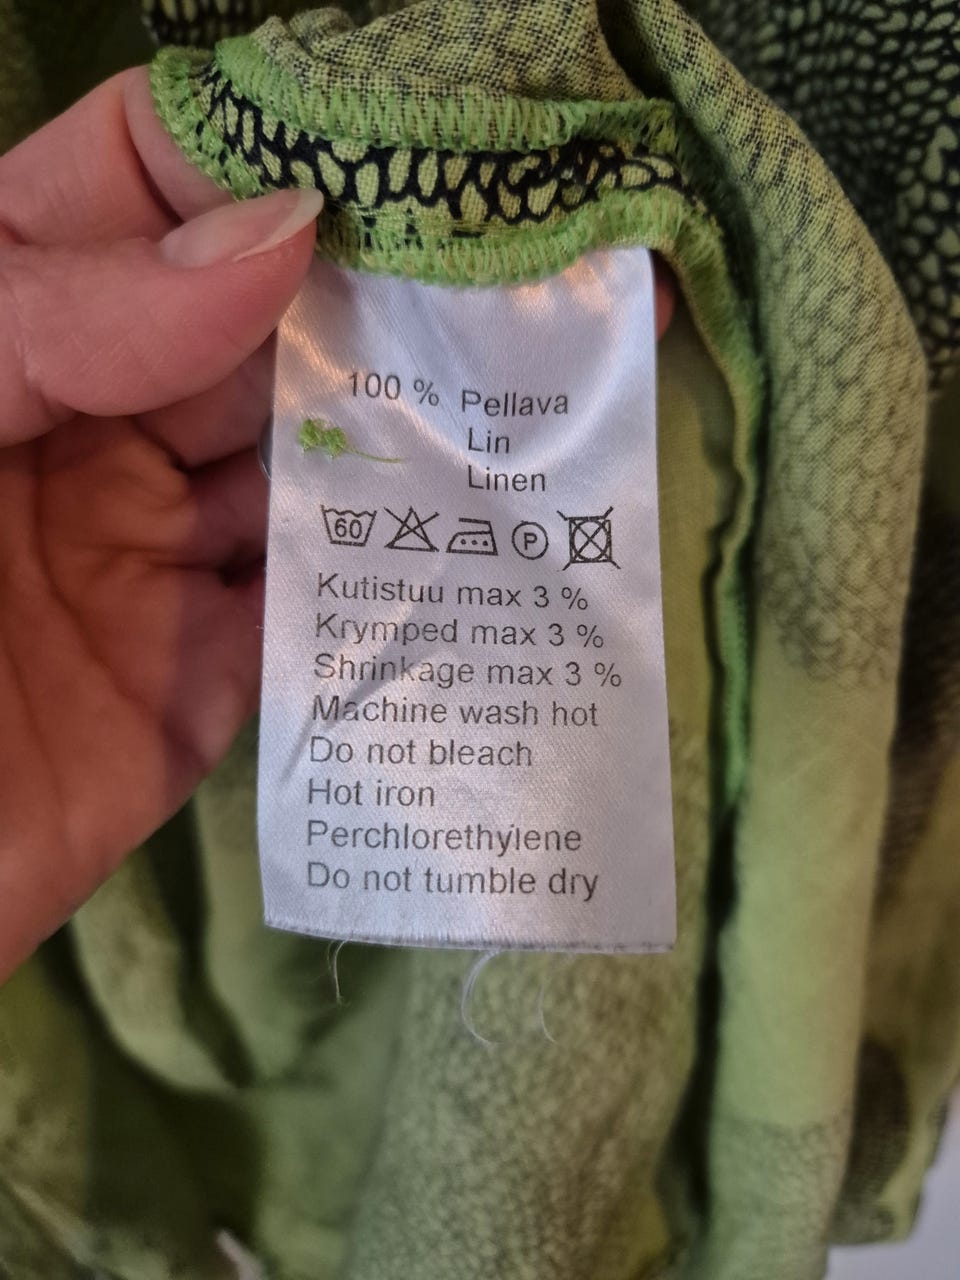 100 % Pellava
Lin
Linen
60 P
Kutistuu max 3 %
Krymped max 3 %
Shrinkage max 3 %
Machine wash hot
Do not bleach
Hot iron
Perchlorethylene
Do not tumble dry